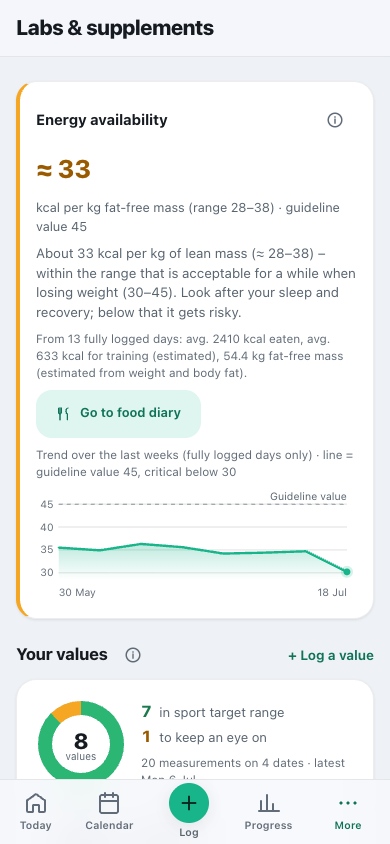 Labs & supplements
Energy availability
≈ 33
kcal per kg fat-free mass (range 28–38) · guideline
value 45
About 33 kcal per kg of lean mass (≈ 28–38) –
within the range that is acceptable for a while when
losing weight (30–45). Look after your sleep and
recovery; below that it gets risky.
From 13 fully logged days: avg. 2410 kcal eaten, avg.
633 kcal for training (estimated), 54.4 kg fat-free mass
(estimated from weight and body fat).
Go to food diary
Trend over the last weeks (fully logged days only) · line =
guideline value 45, critical below 30
Guideline value
45
40
35
30
30 May
18 Jul
Your values
+ Log a value
8
values
7 in sport target range
1 to keep an eye on
20 measurements on 4 dates · latest
Mon 6 Jul
Today
Calendar
Log
Progress
More